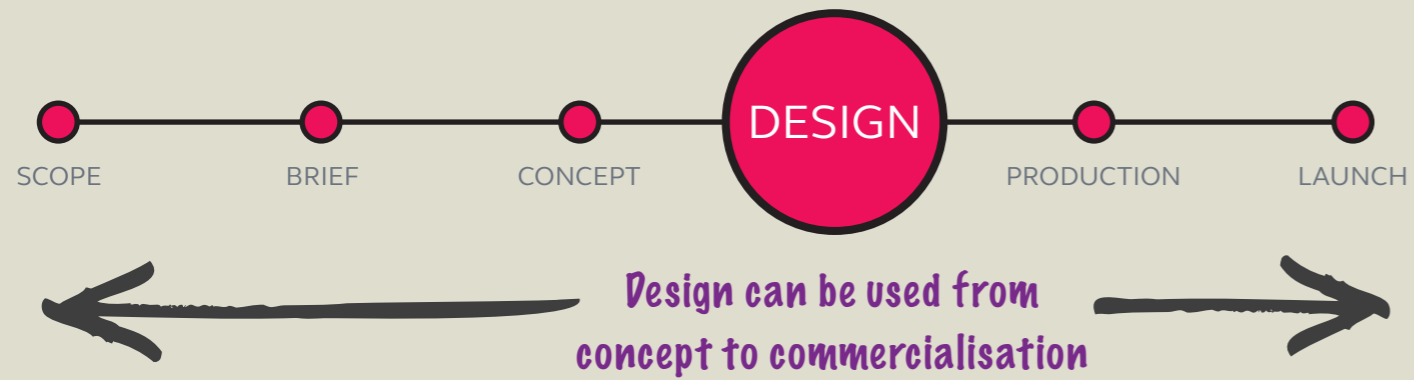 DESIGN
SCOPE
BRIEF
CONCEPT
PRODUCTION
LAUNCH
Design can be used from
concept to commercialisation